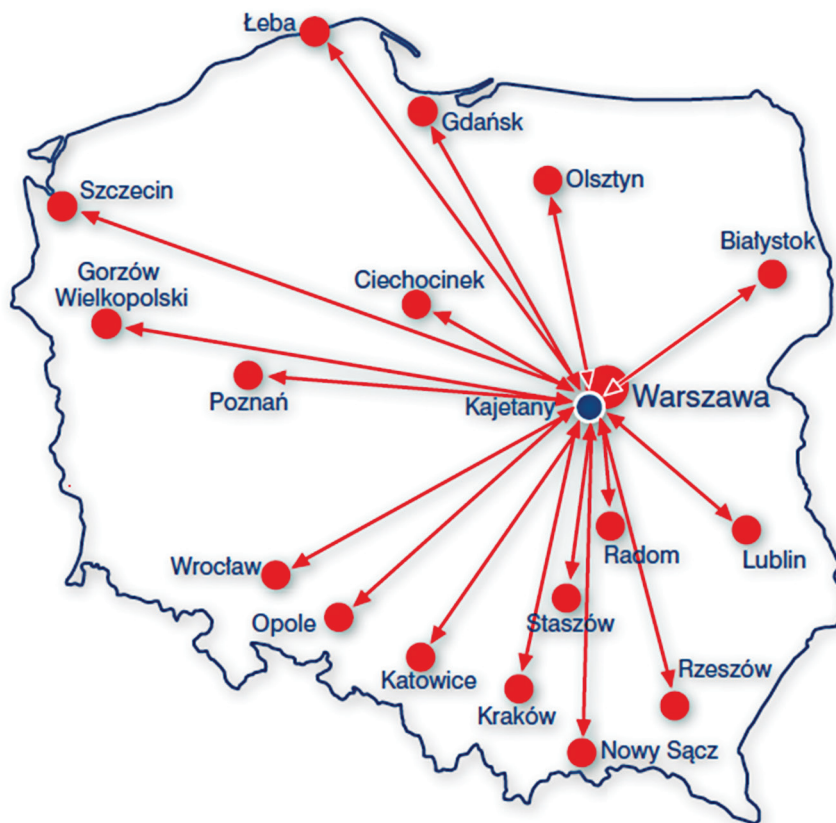 Łeba
Gdańsk
Olsztyn
Szczecin
Białystok
Gorzów
Wielkopolski
Ciechocinek
Poznań
Kajetany
Warszawa
Wrocław
Radom
Lublin
Opole
Staszów
Katowice
Rzeszów
Kraków
Nowy Sącz